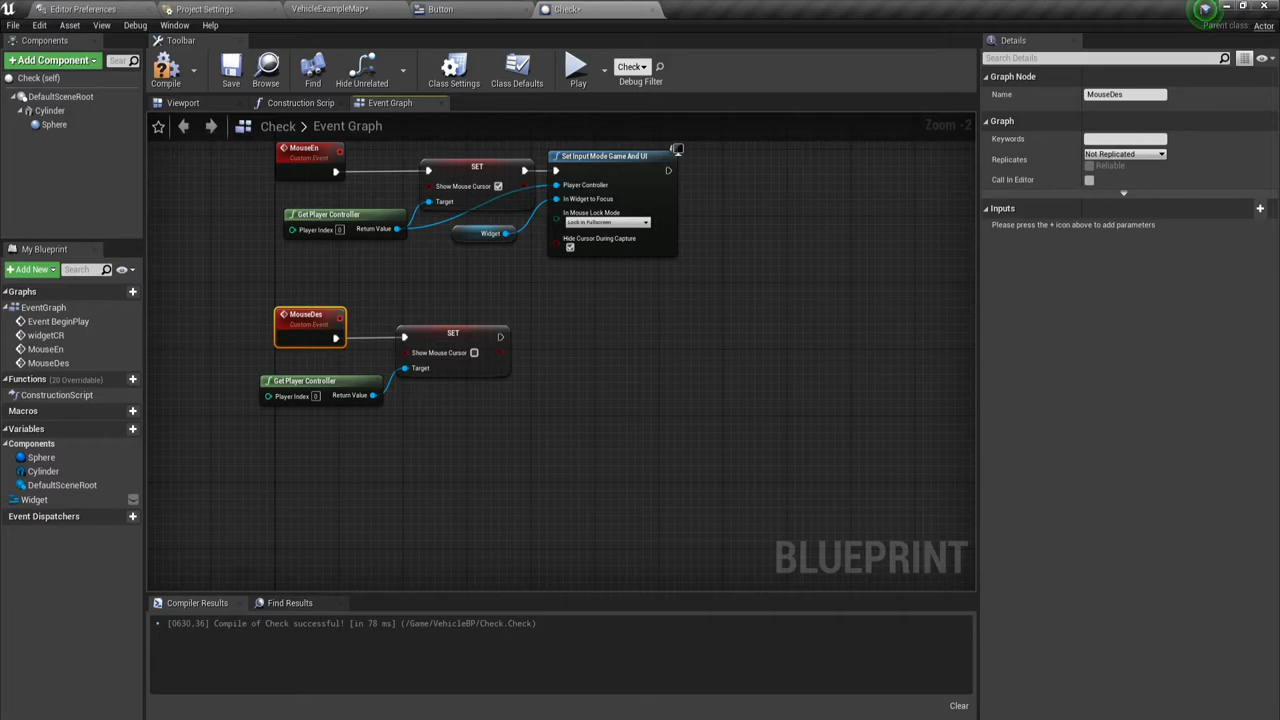 Editor Preferences
Project Settings
VehicleExampleMap*
Button
Check*
File Edit Asset View Debug Window Help
Parent class: Actor
Components
Toolbar
Details
+ Add Component
Sear
Compile
Save
Browse
Find
Hide Unrelated
Class Settings
Class Defaults
Play
Check
Debug Filter
Search Details
Check (self)
Graph Node
DefaultSceneRoot
Name
MouseDes
Cylinder
Viewport
Construction Scrip
Event Graph
Sphere
Graph
Check > Event Graph
Zoom -2
Keywords
Replicates
Not Replicated
Reliable
Call In Editor
MouseEn
Custom Event
SET
Show Mouse Cursor
Target
Set Input Mode Game And UI
Player Controller
In Widget to Focus
In Mouse Lock Mode
Lock in Fullscreen
Hide Cursor During Capture
Get Player Controller
Player Index 0
Return Value
Widget
Inputs
Please press the + icon above to add parameters
My Blueprint
+ Add New
Search
Graphs
EventGraph
Event BeginPlay
widgetCR
MouseEn
MouseDes
Functions (20 Overridable)
ConstructionScript
Macros
Variables
Components
Sphere
Cylinder
DefaultSceneRoot
Widget
Event Dispatchers
MouseDes
Custom Event
SET
Show Mouse Cursor
Target
Get Player Controller
Player Index 0
Return Value
BLUEPRINT
Compiler Results
Find Results
[0630.36] Compile of Check successful! [in 78 ms] (/Game/VehicleBP/Check.Check)
Clear